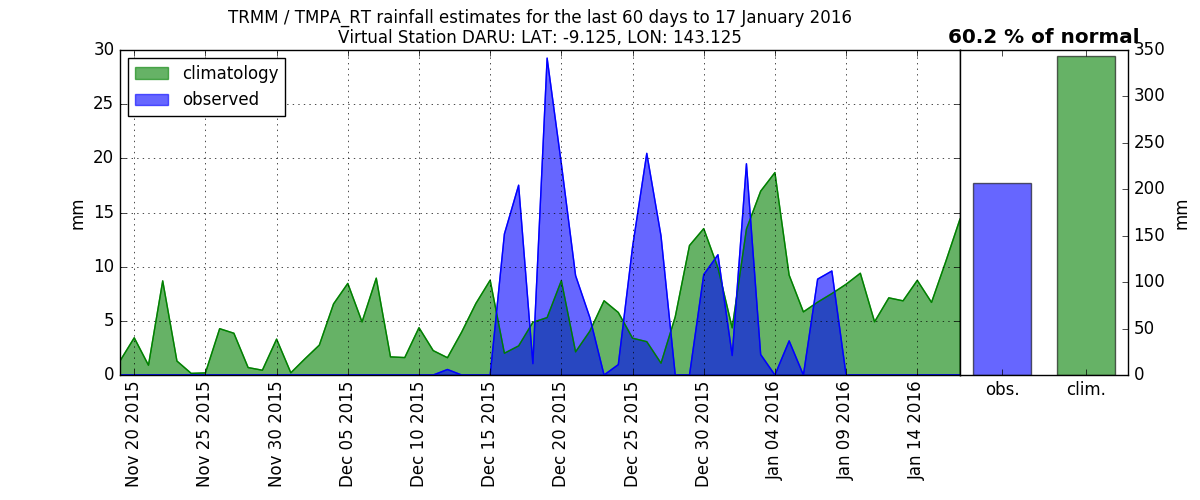 TRMM / TMPA_RT rainfall estimates for the last 60 days to 17 January 2016
Virtual Station DARU: LAT: -9.125, LON: 143.125
60.2 % of normal
climatology
observed
30
25
20
15
10
5
0
mm
Nov 20 2015
Nov 25 2015
Nov 30 2015
Dec 05 2015
Dec 10 2015
Dec 15 2015
Dec 20 2015
Dec 25 2015
Dec 30 2015
Jan 04 2016
Jan 09 2016
Jan 14 2016
obs.
clim.
350
300
250
200
150
100
50
0
mm